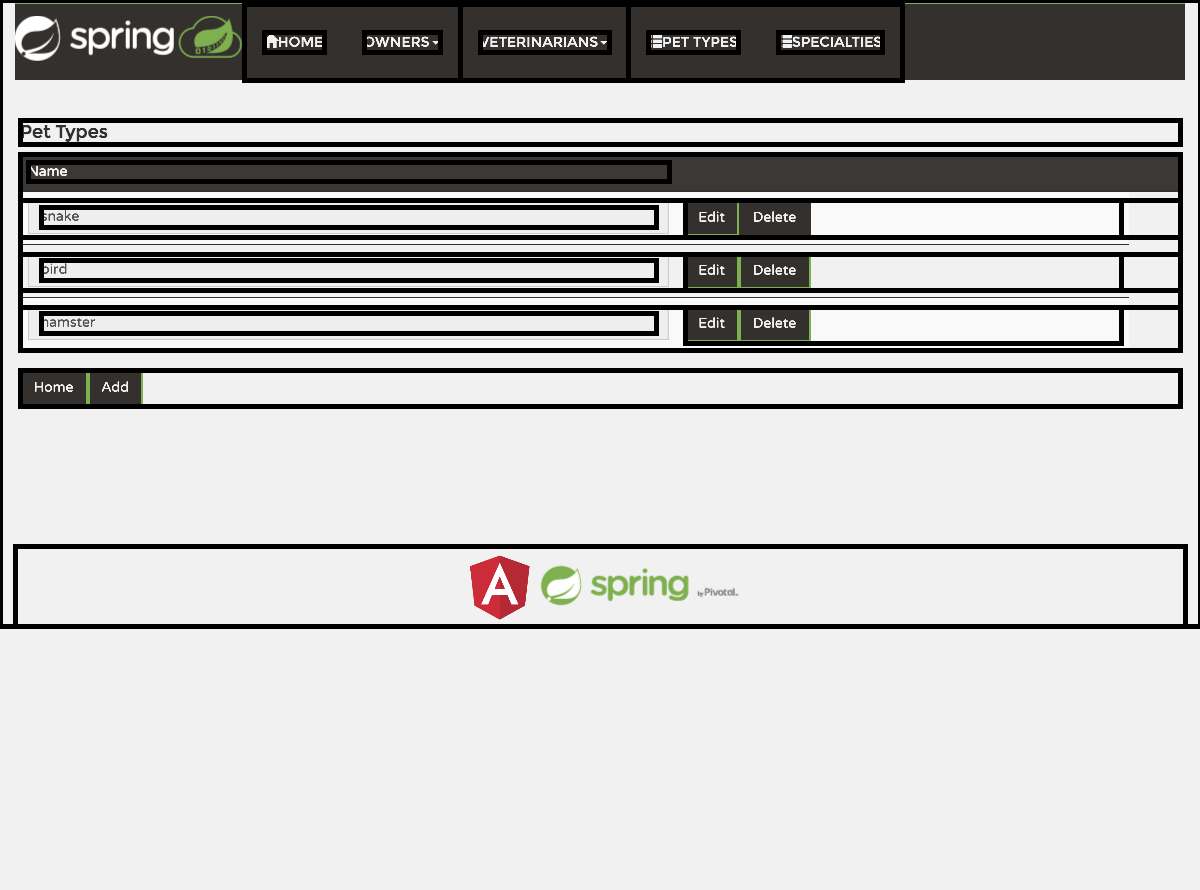 spring
HOME OWNERS VETERINARIANS PET TYPES SPECIALTIES
Pet Types
Name
snake Edit Delete
bird Edit Delete
hamster Edit Delete
Home Add
A spring by Pivotal.